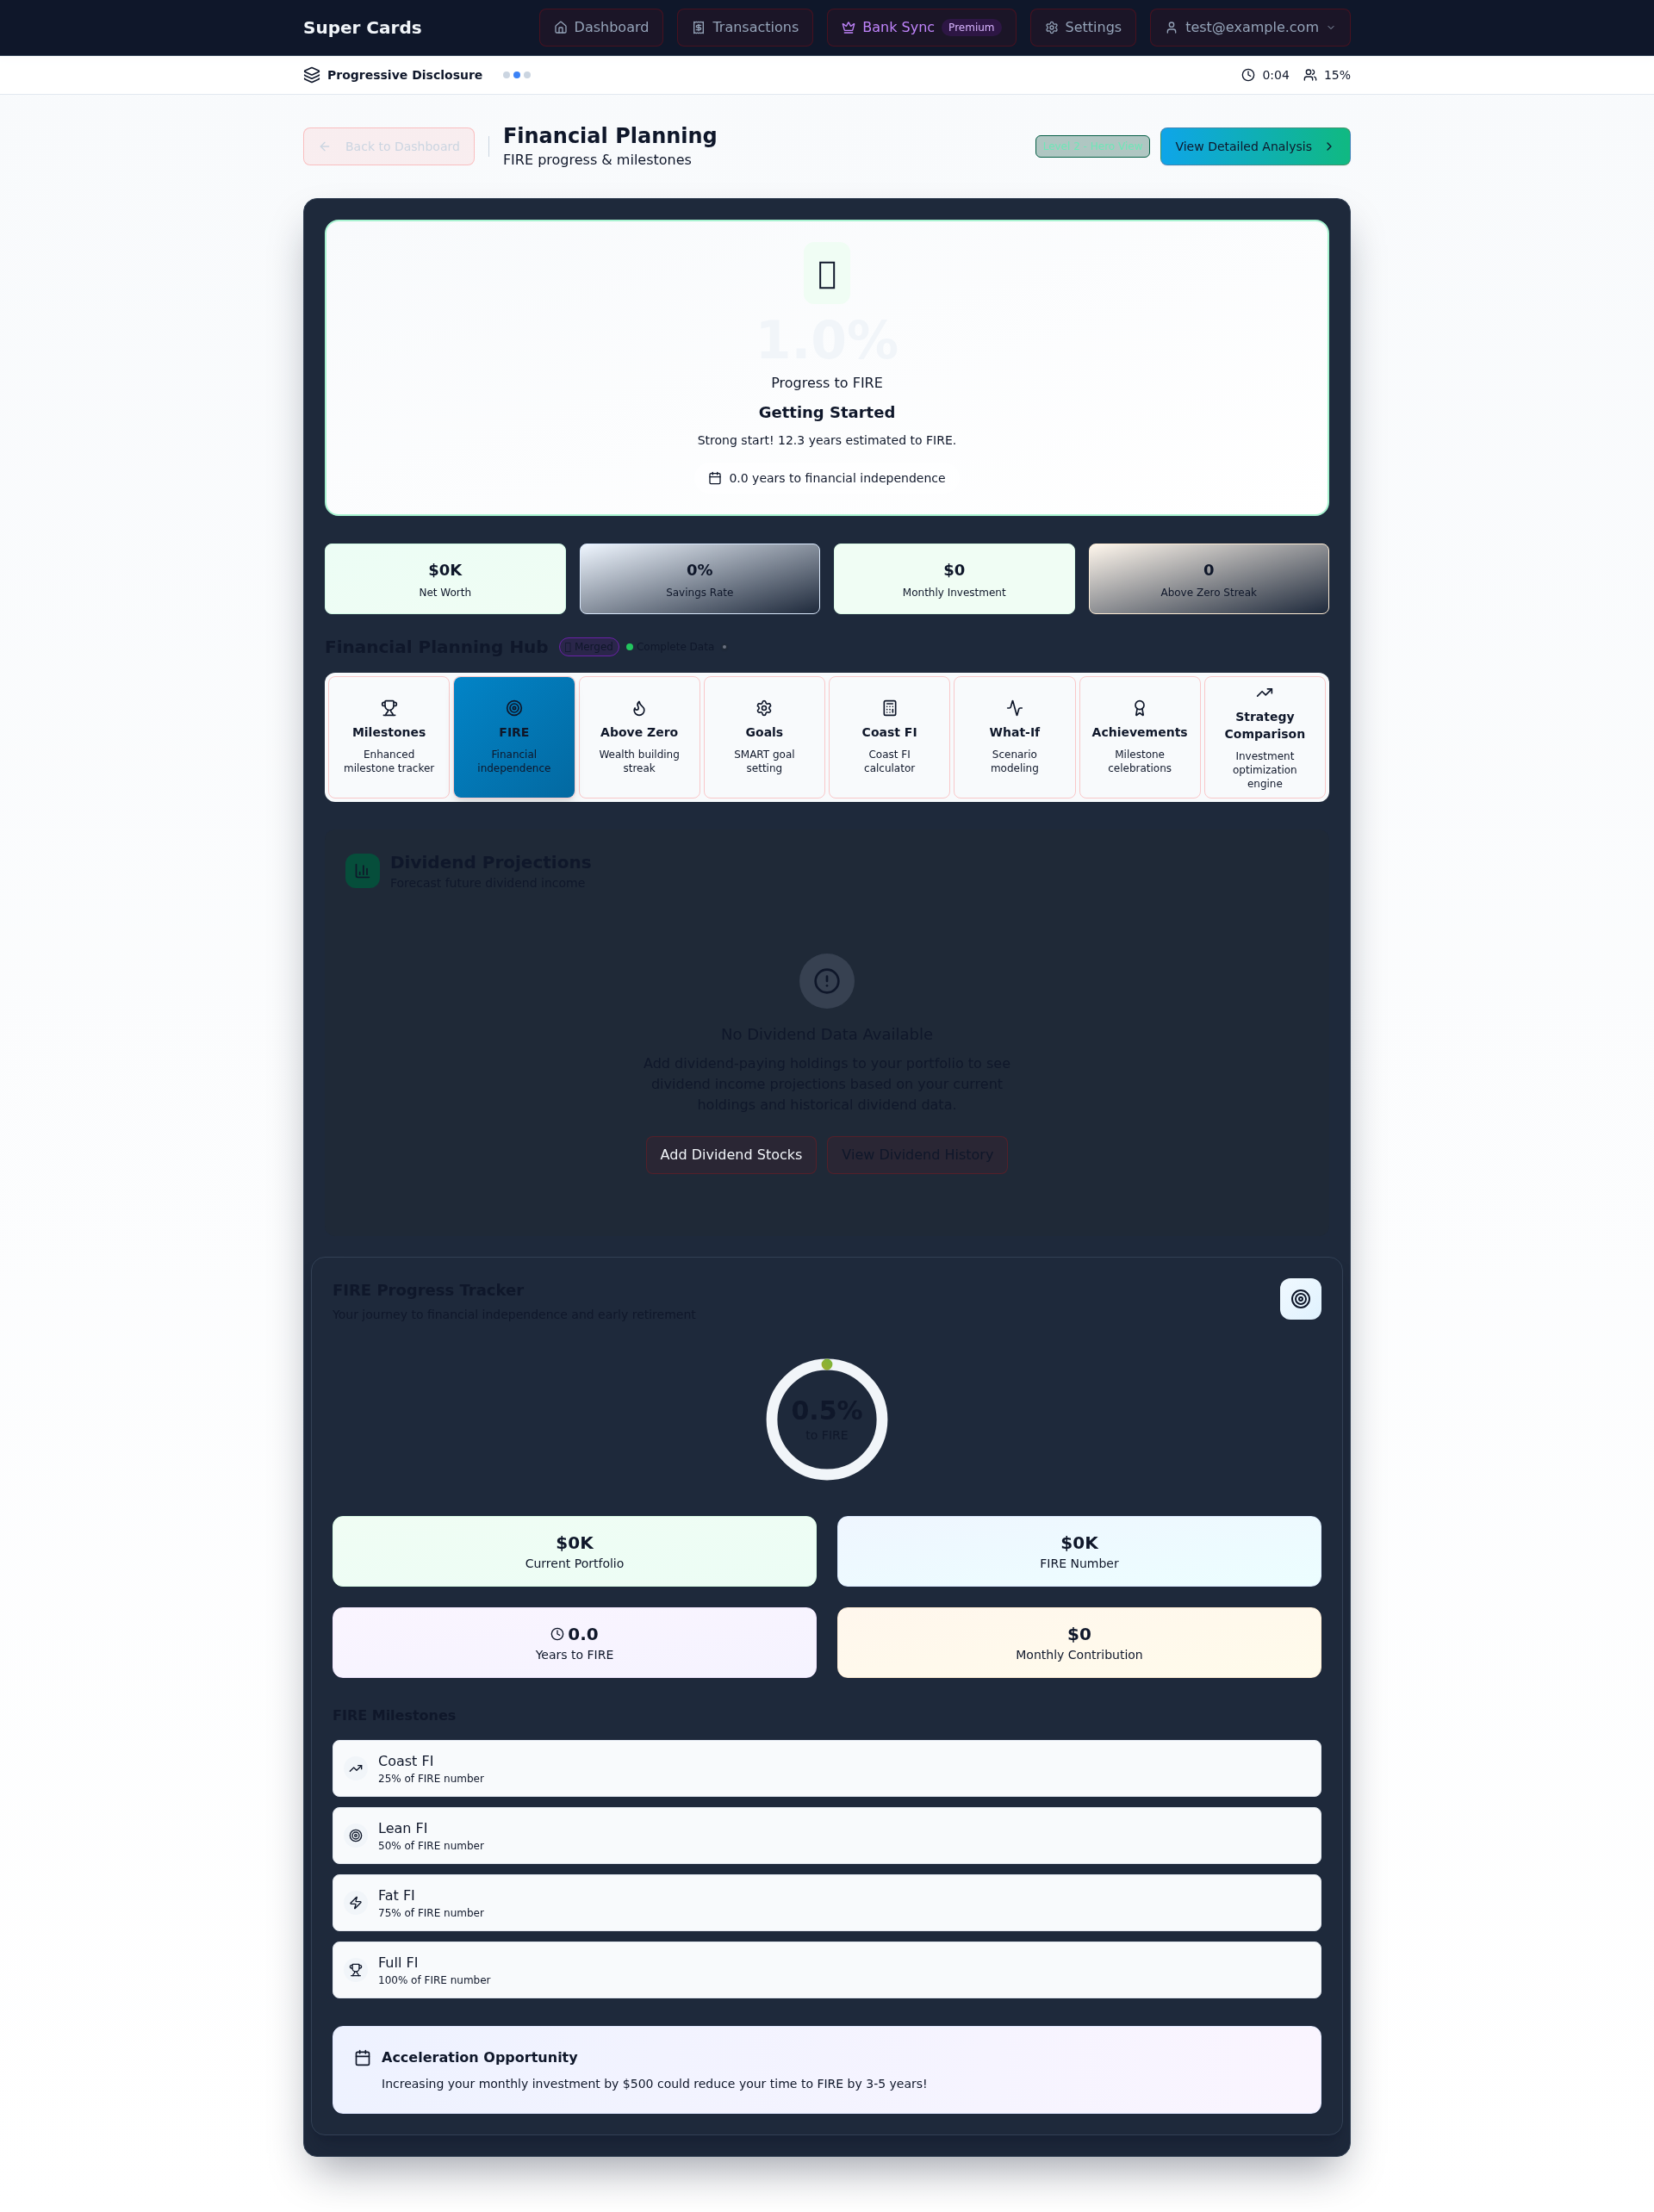 Super Cards
Dashboard
Transactions
Bank Sync Premium
Settings
test@example.com
Progressive Disclosure
0:04
15%
Back to Dashboard
Financial Planning
FIRE progress & milestones
View Detailed Analysis
1.0%
Progress to FIRE
Getting Started
Strong start! 12.3 years estimated to FIRE.
0.0 years to financial independence
$0K
Net Worth
0%
Savings Rate
$0
Monthly Investment
0
Above Zero Streak
Financial Planning Hub
Merged
Complete Data
Milestones
Enhanced
milestone tracker
FIRE
Financial
independence
Above Zero
Wealth building
streak
Goals
SMART goal
setting
Coast FI
Coast FI
calculator
What-If
Scenario
modeling
Achievements
Milestone
celebrations
Strategy
Comparison
Investment
optimization
engine
Dividend Projections
Forecast future dividend income
No Dividend Data Available
Add dividend-paying holdings to your portfolio to see
dividend income projections based on your current
holdings and historical dividend data.
Add Dividend Stocks
View Dividend History
FIRE Progress Tracker
Your journey to financial independence and early retirement
0.5%
to FIRE
$0K
Current Portfolio
$0K
FIRE Number
0.0
Years to FIRE
$0
Monthly Contribution
FIRE Milestones
Coast FI
25% of FIRE number
Lean FI
50% of FIRE number
Fat FI
75% of FIRE number
Full FI
100% of FIRE number
Acceleration Opportunity
Increasing your monthly investment by $500 could reduce your time to FIRE by 3-5 years!